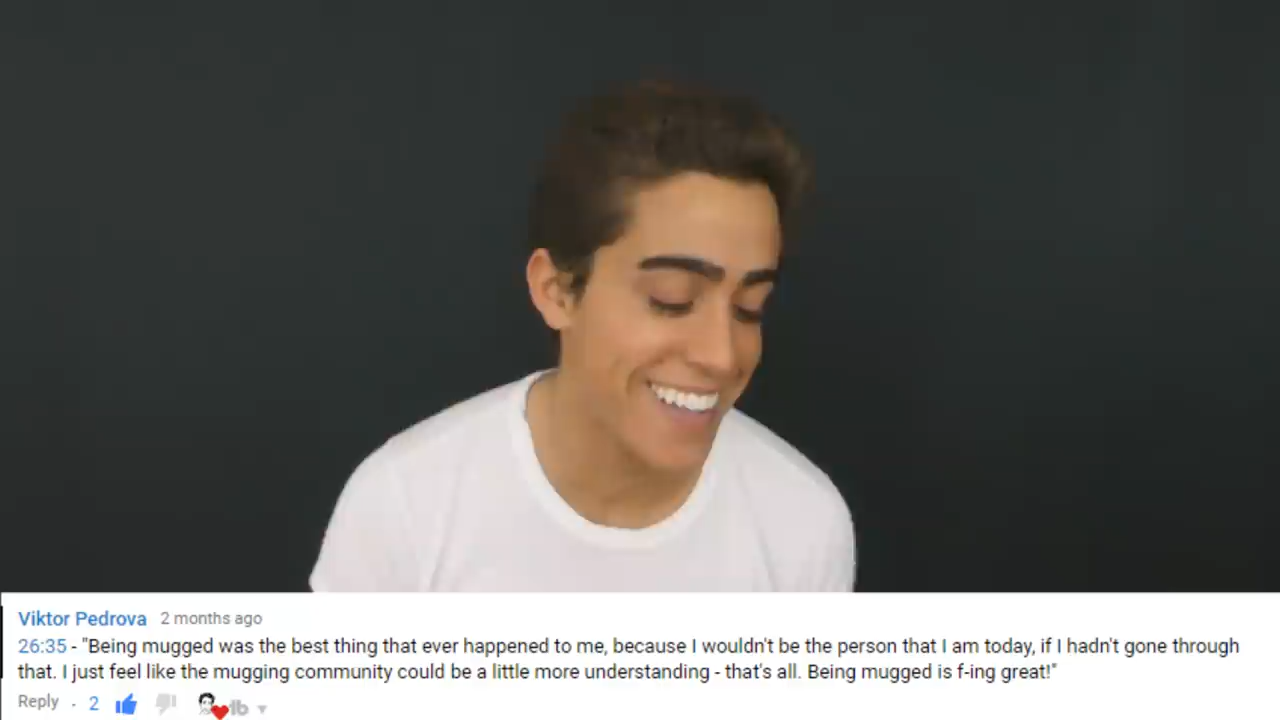 Viktor Pedrova 2 months ago
26:35 - "Being mugged was the best thing that ever happened to me, because I wouldn't be the person that I am today, if I hadn't gone through
that. I just feel like the mugging community could be a little more understanding - that's all. Being mugged is f-ing great!"
Reply · 2